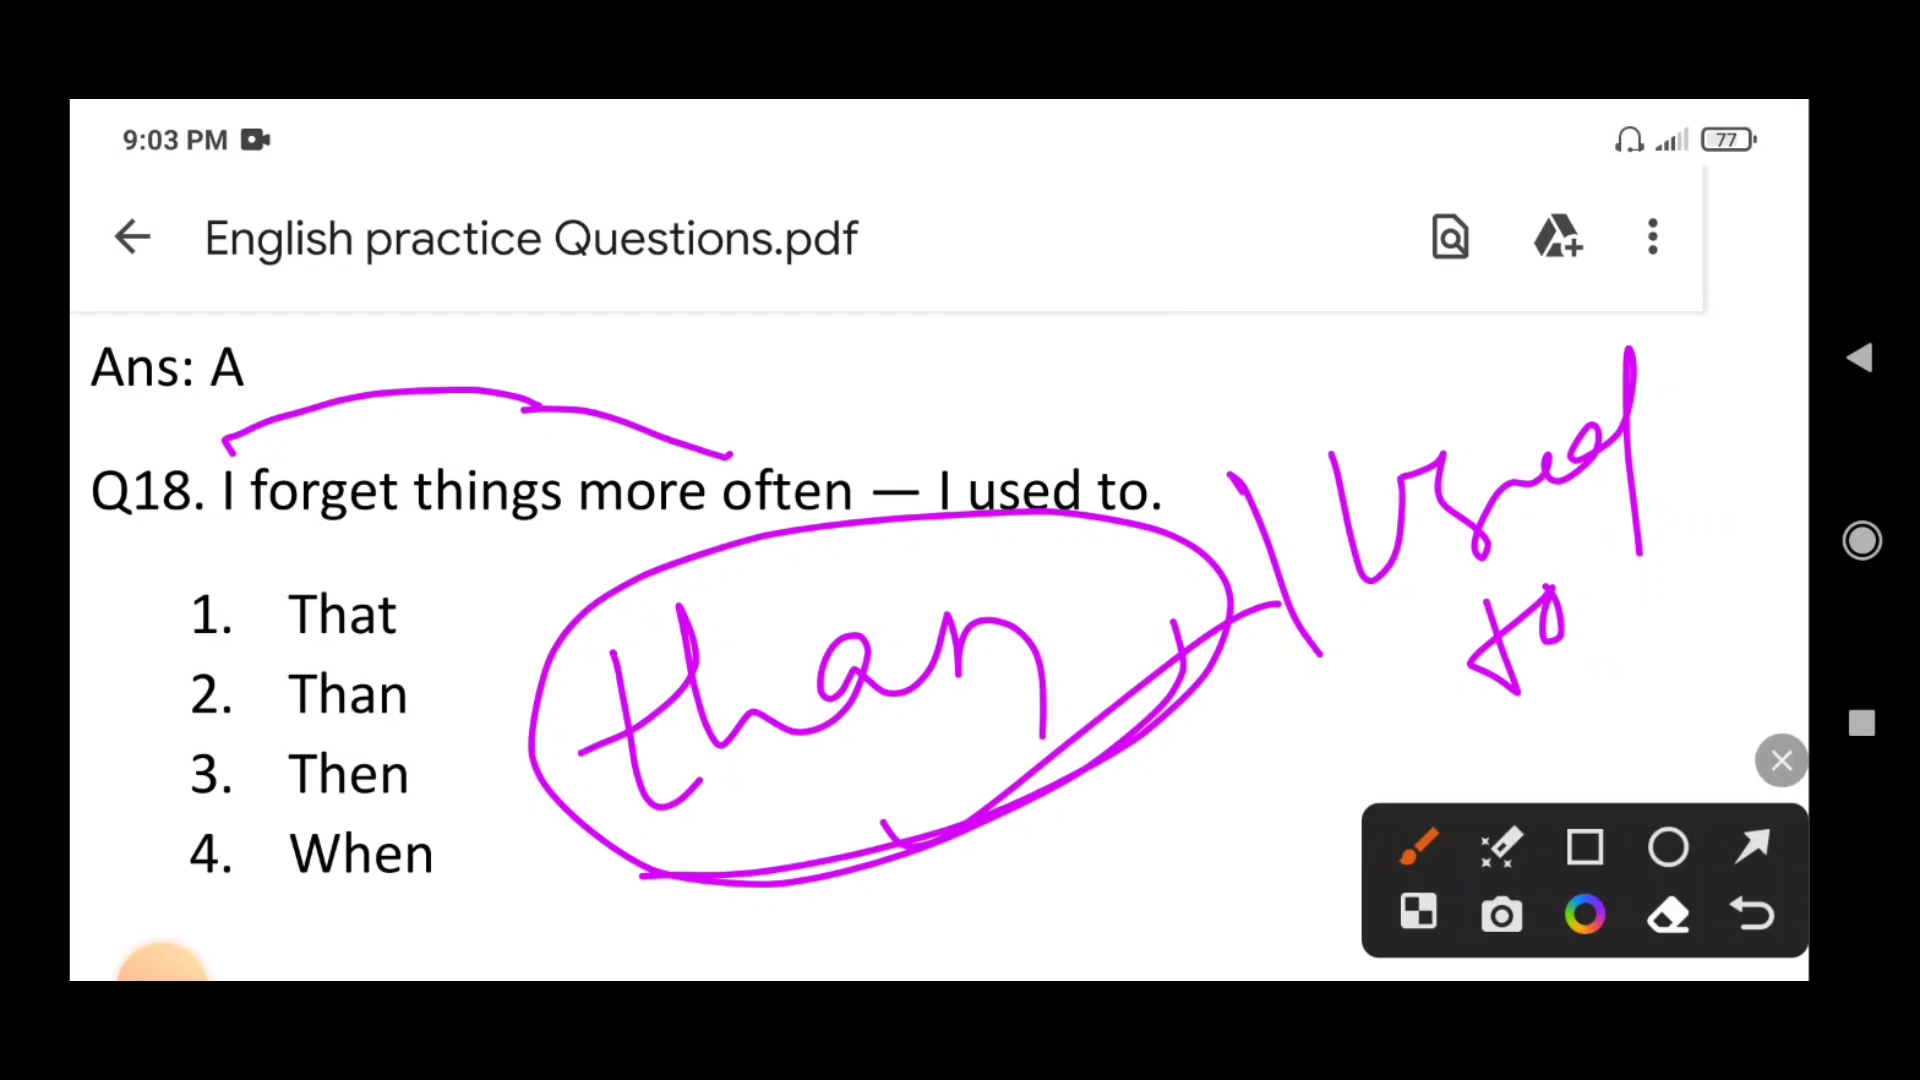 9:03 PM
77
English practice Questions.pdf
Ans: A
Q18. I forget things more often — I used to.
1. That
2. Than
3. Then
4. When
than
I used
to